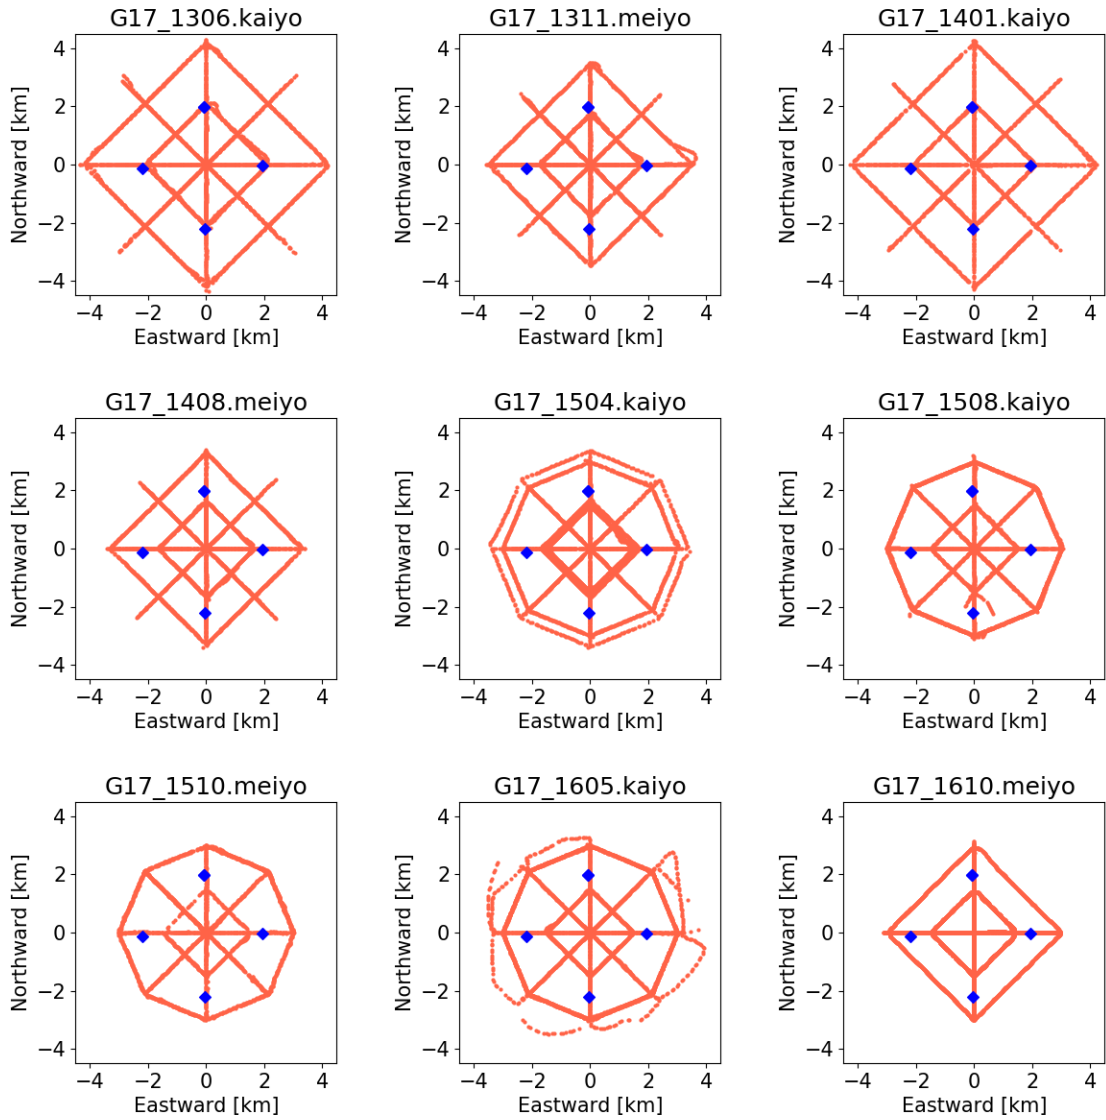 G17_1306.kaiyo
G17_1311.meiyo
G17_1401.kaiyo
4
2
0
−2
−4
Northward [km]
−4 −2 0 2 4
Eastward [km]
4
2
0
−2
−4
Northward [km]
−4 −2 0 2 4
Eastward [km]
4
2
0
−2
−4
Northward [km]
−4 −2 0 2 4
Eastward [km]
G17_1408.meiyo
G17_1504.kaiyo
G17_1508.kaiyo
4
2
0
−2
−4
Northward [km]
−4 −2 0 2 4
Eastward [km]
4
2
0
−2
−4
Northward [km]
−4 −2 0 2 4
Eastward [km]
4
2
0
−2
−4
Northward [km]
−4 −2 0 2 4
Eastward [km]
G17_1510.meiyo
G17_1605.kaiyo
G17_1610.meiyo
4
2
0
−2
−4
Northward [km]
−4 −2 0 2 4
Eastward [km]
4
2
0
−2
−4
Northward [km]
−4 −2 0 2 4
Eastward [km]
4
2
0
−2
−4
Northward [km]
−4 −2 0 2 4
Eastward [km]